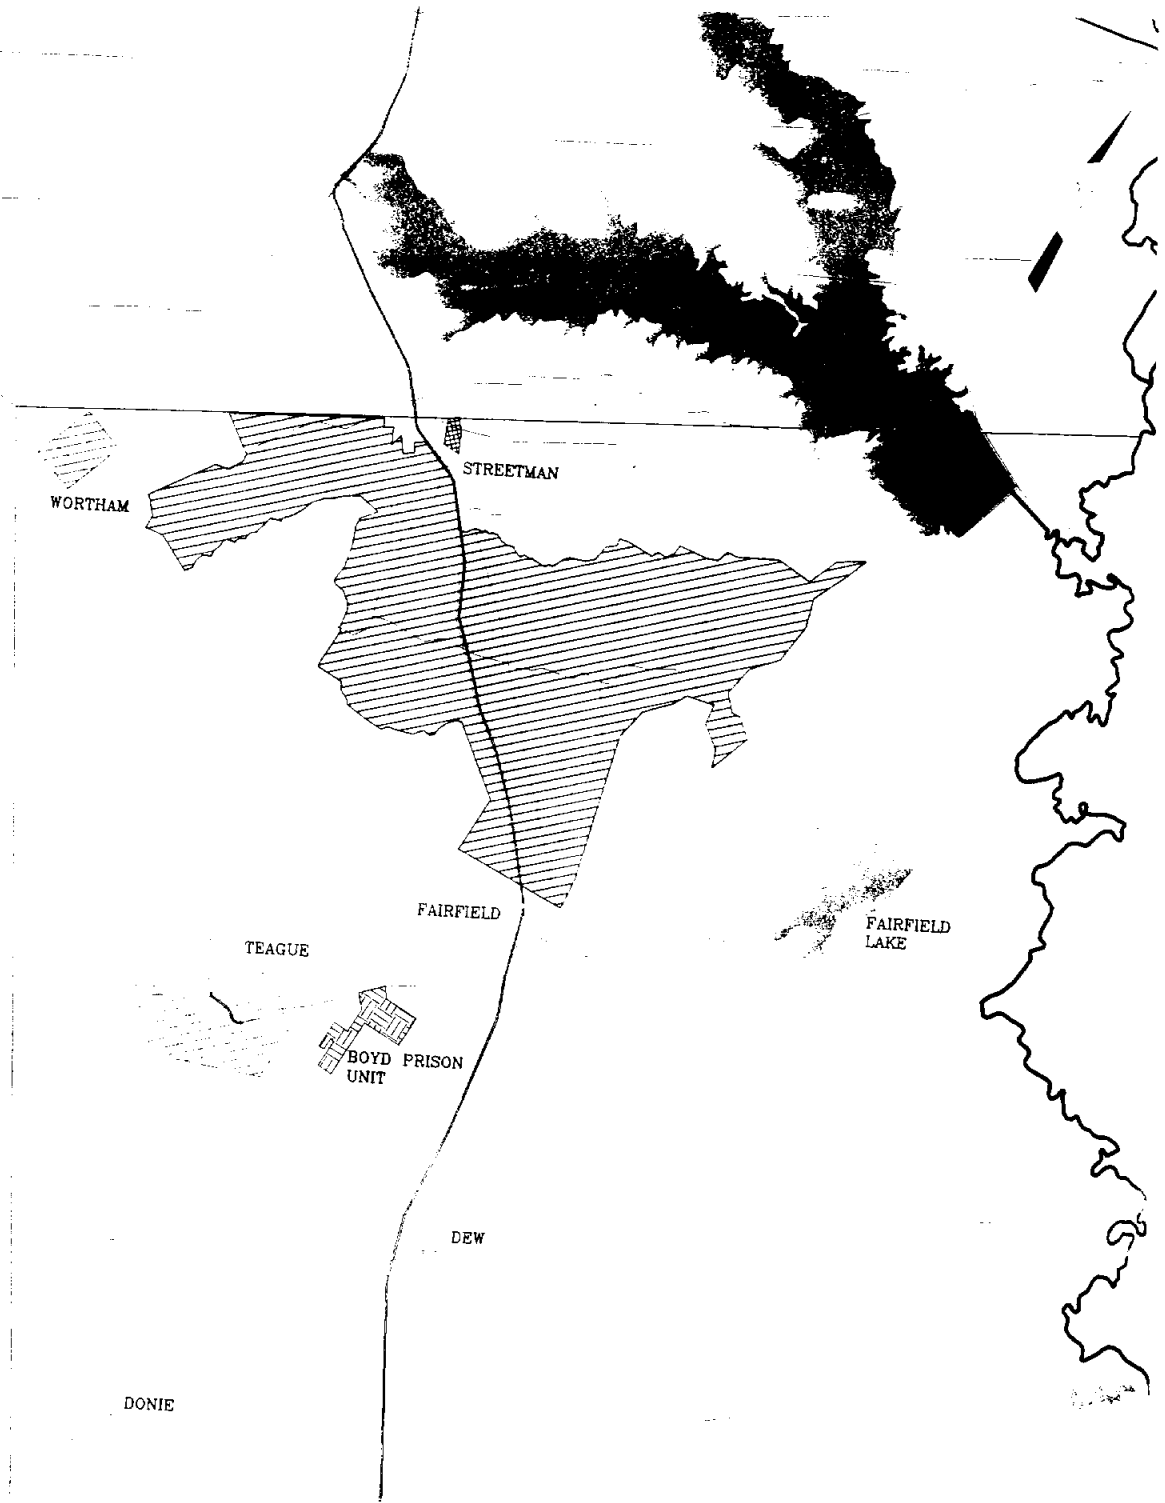 STREETMAN
WORTHAM
FAIRFIELD
FAIRFIELD
LAKE
TEAGUE
BOYD PRISON
UNIT
DEW
DONIE